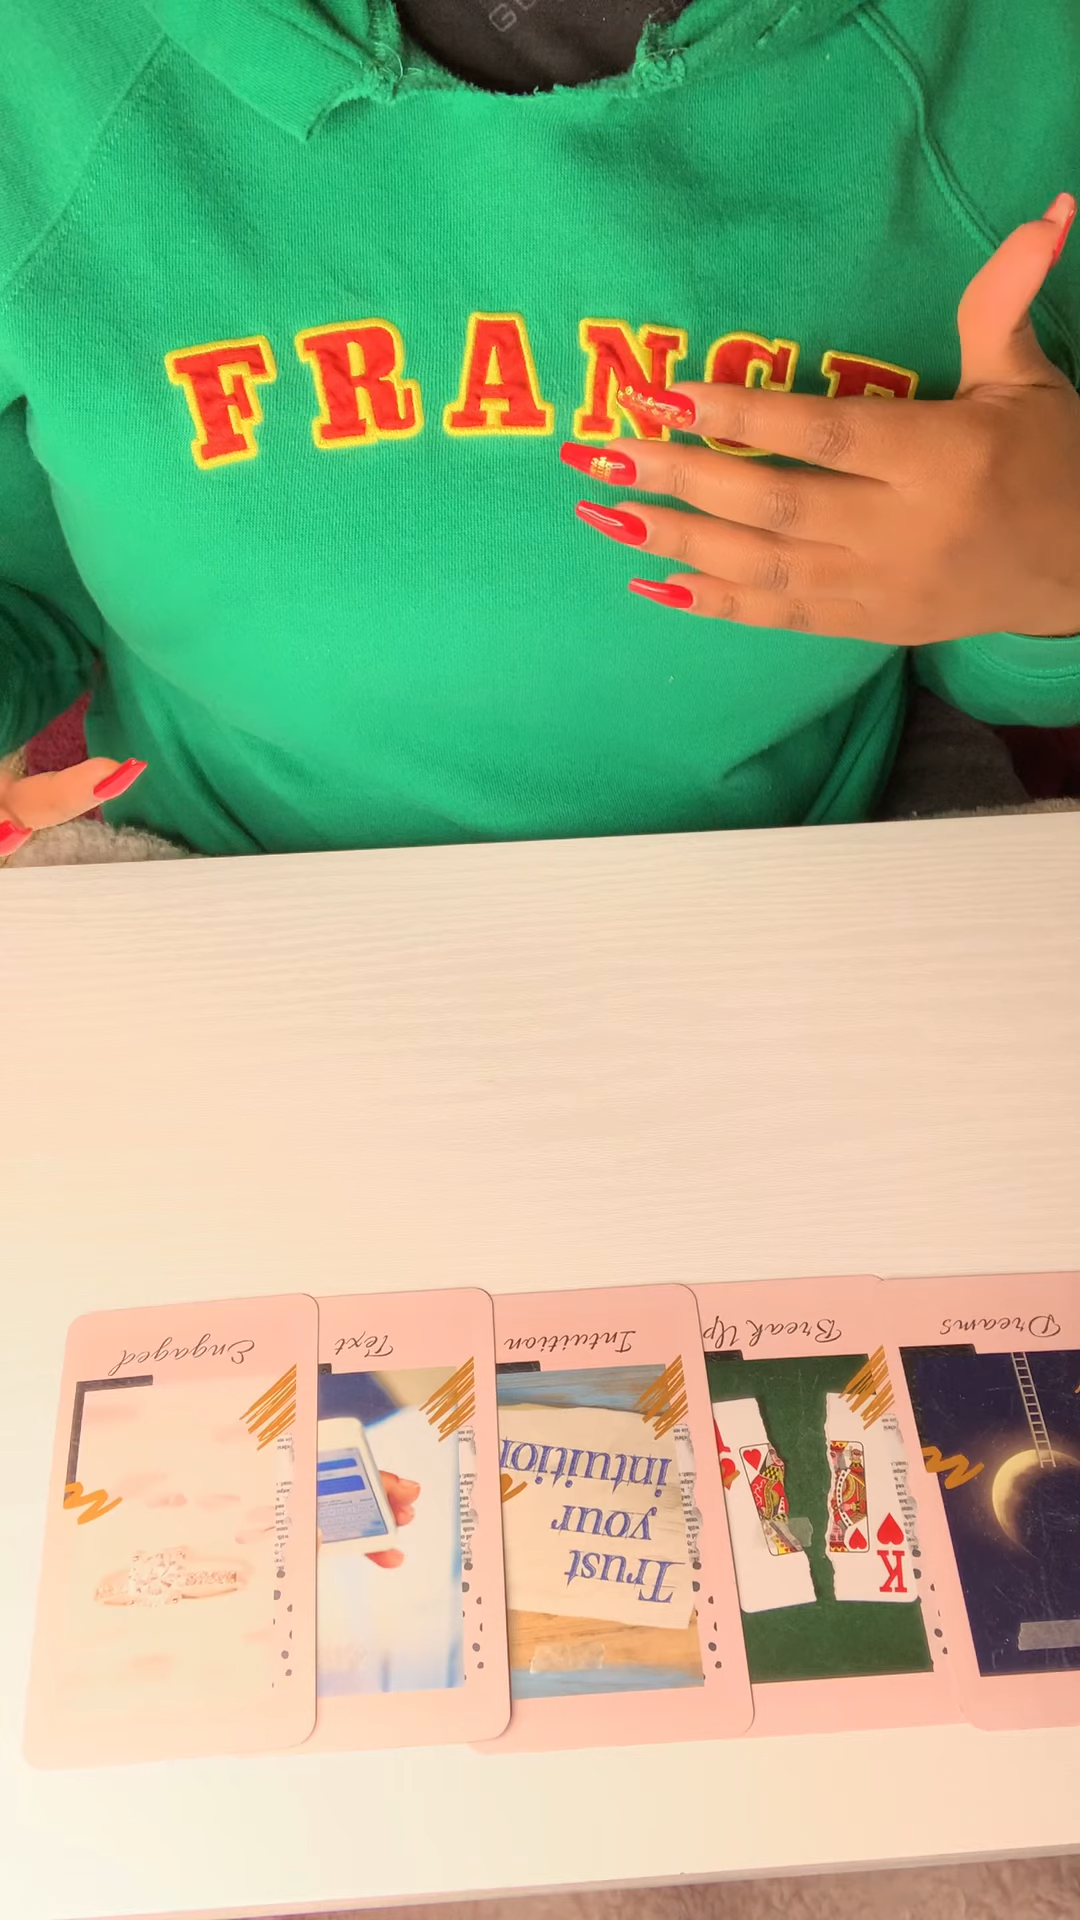 FRANCE
Engaged
Text
Intuition
Break Up
Dreams
Trust
your
intuition
K